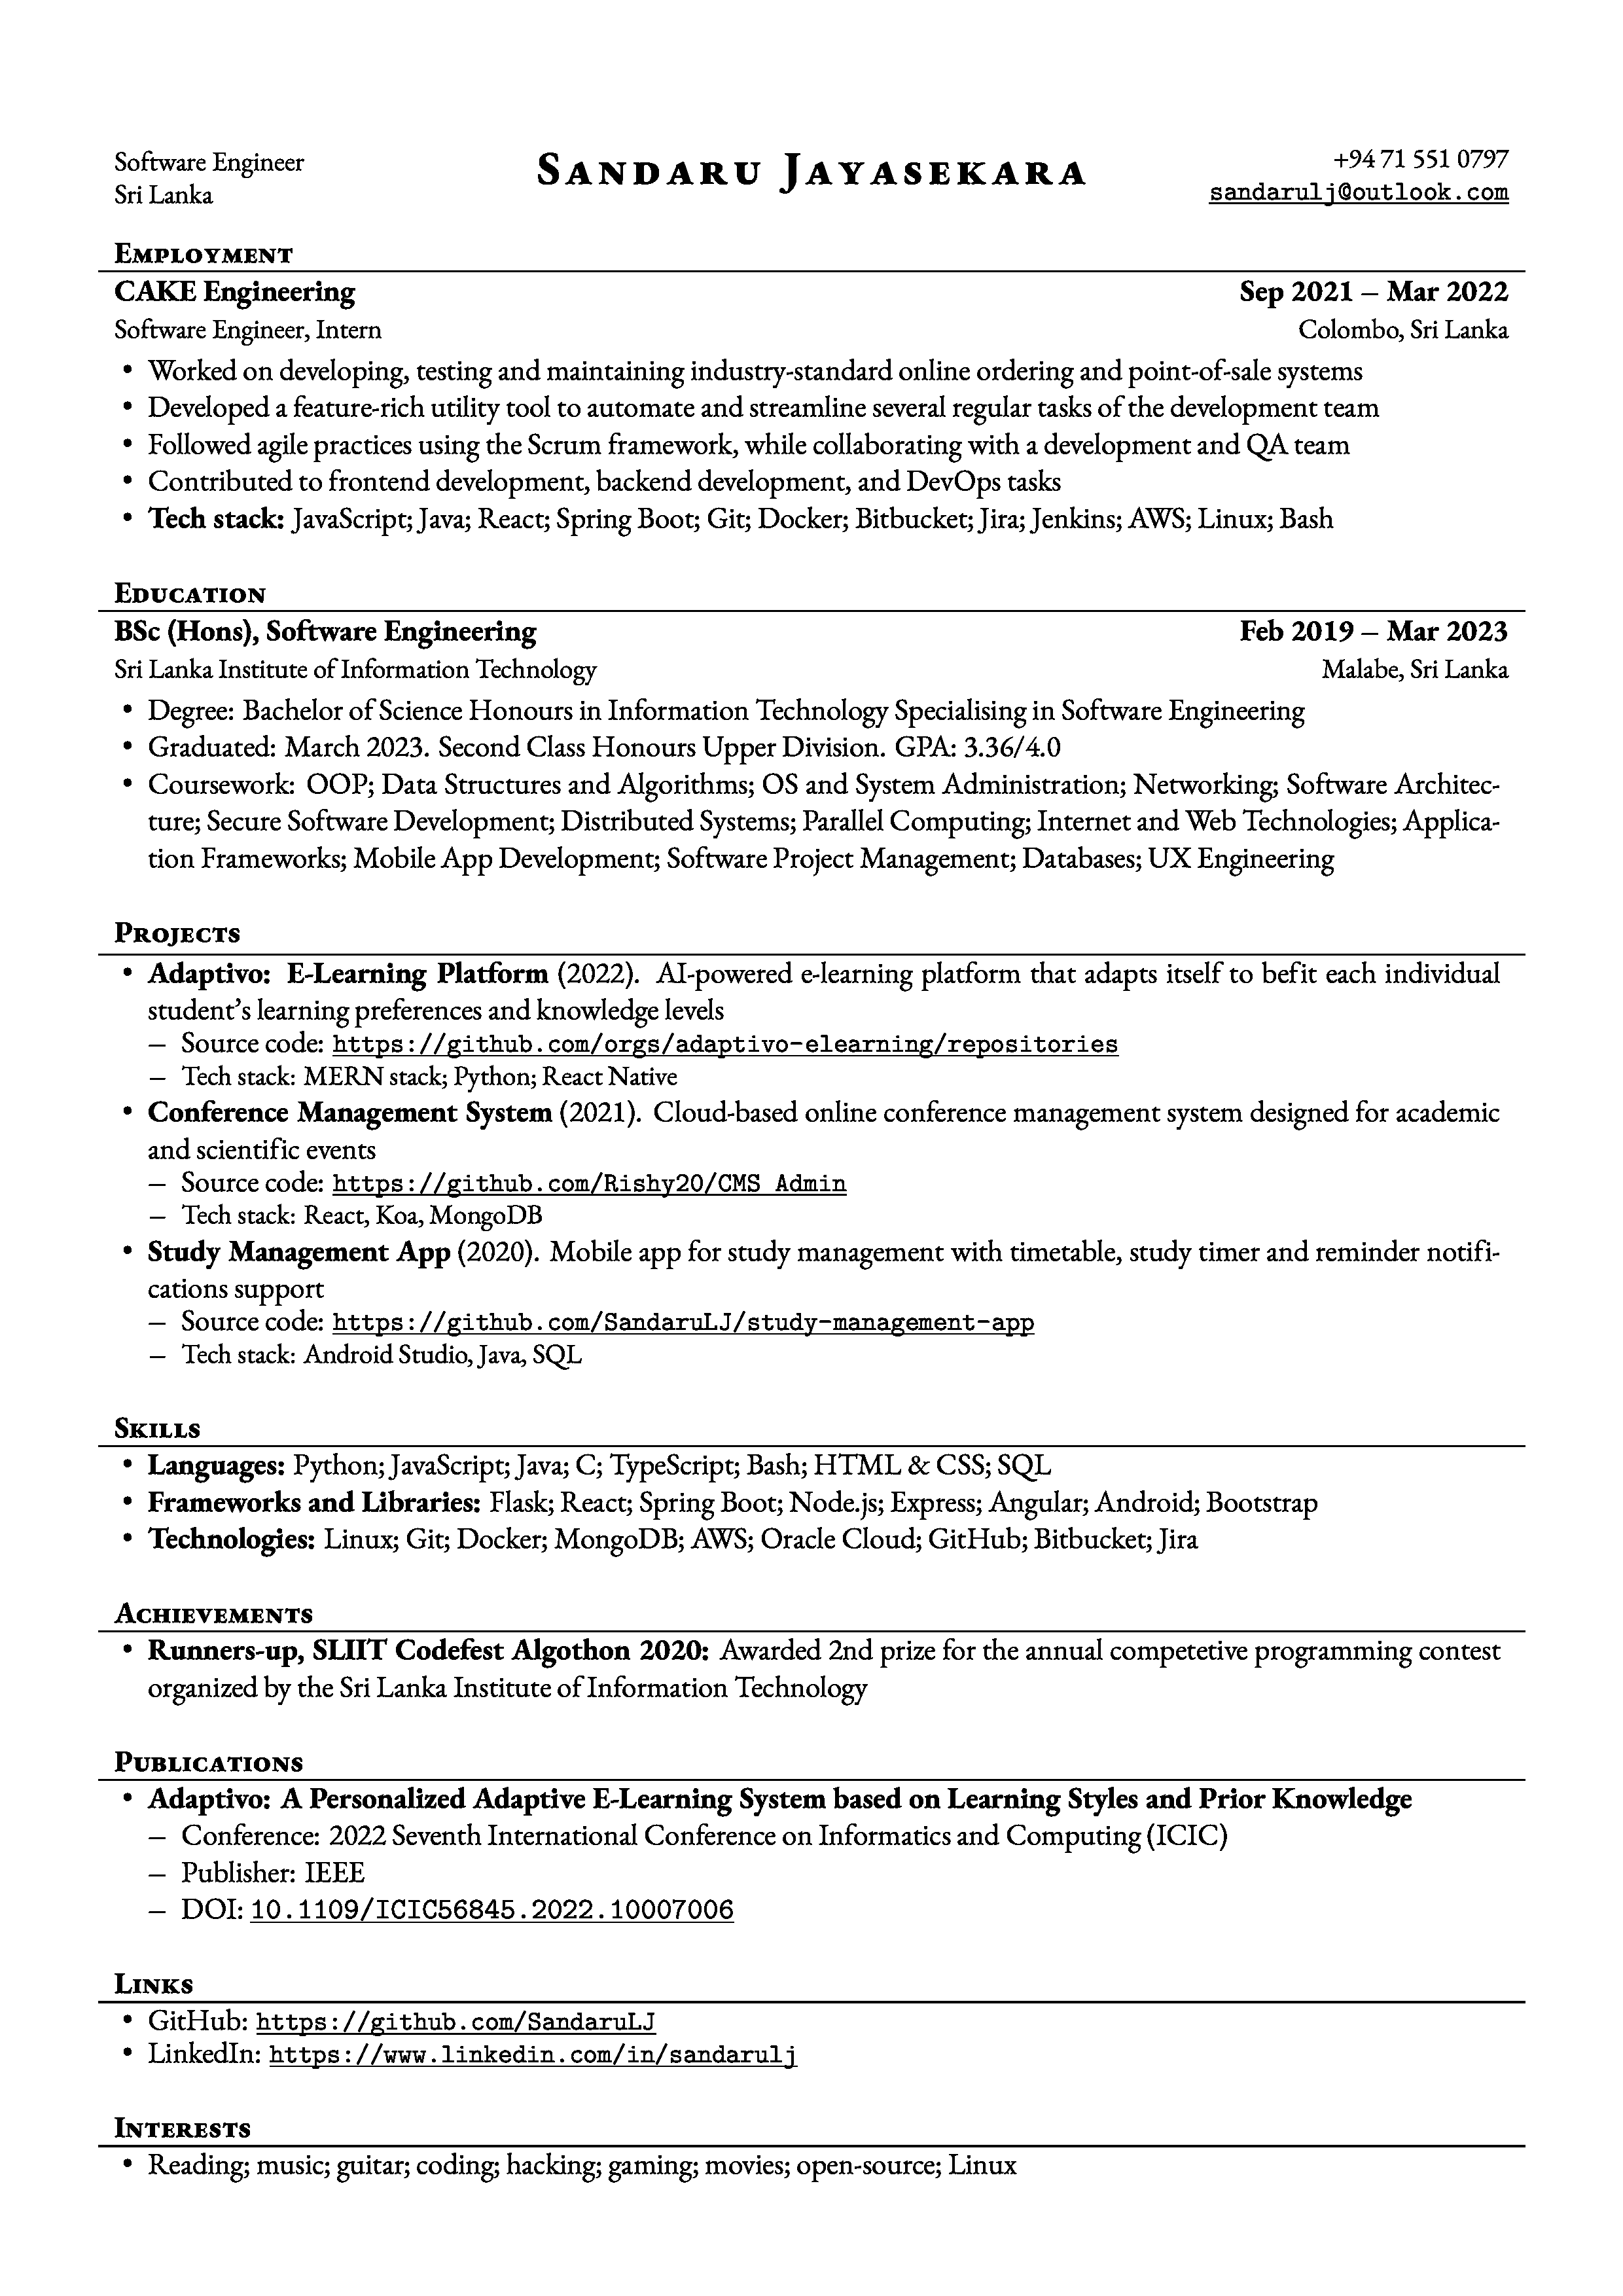 Software Engineer
Sri Lanka
Sandaru Jayasekara
+94 71 551 0797
sandarulj@outlook.com
Employment
CAKE Engineering Sep 2021 – Mar 2022
Software Engineer, Intern Colombo, Sri Lanka
• Worked on developing, testing and maintaining industry-standard online ordering and point-of-sale systems
• Developed a feature-rich utility tool to automate and streamline several regular tasks of the development team
• Followed agile practices using the Scrum framework, while collaborating with a development and QA team
• Contributed to frontend development, backend development, and DevOps tasks
• Tech stack: JavaScript; Java; React; Spring Boot; Git; Docker; Bitbucket; Jira; Jenkins; AWS; Linux; Bash
Education
BSc (Hons), Software Engineering Feb 2019 – Mar 2023
Sri Lanka Institute of Information Technology Malabe, Sri Lanka
• Degree: Bachelor of Science Honours in Information Technology Specialising in Software Engineering
• Graduated: March 2023. Second Class Honours Upper Division. GPA: 3.36/4.0
• Coursework: OOP; Data Structures and Algorithms; OS and System Administration; Networking; Software Architec-
ture; Secure Software Development; Distributed Systems; Parallel Computing; Internet and Web Technologies; Applica-
tion Frameworks; Mobile App Development; Software Project Management; Databases; UX Engineering
Projects
• Adaptivo: E-Learning Platform (2022). AI-powered e-learning platform that adapts itself to befit each individual
student's learning preferences and knowledge levels
– Source code: https://github.com/orgs/adaptivo-elearning/repositories
– Tech stack: MERN stack; Python; React Native
• Conference Management System (2021). Cloud-based online conference management system designed for academic
and scientific events
– Source code: https://github.com/Rishy20/CMS_Admin
– Tech stack: React, Koa, MongoDB
• Study Management App (2020). Mobile app for study management with timetable, study timer and reminder notifi-
cations support
– Source code: https://github.com/SandaruLJ/study-management-app
– Tech stack: Android Studio, Java, SQL
Skills
• Languages: Python; JavaScript; Java; C; TypeScript; Bash; HTML & CSS; SQL
• Frameworks and Libraries: Flask; React; Spring Boot; Node.js; Express; Angular; Android; Bootstrap
• Technologies: Linux; Git; Docker; MongoDB; AWS; Oracle Cloud; GitHub; Bitbucket; Jira
Achievements
• Runners-up, SLIIT Codefest Algothon 2020: Awarded 2nd prize for the annual competetive programming contest
organized by the Sri Lanka Institute of Information Technology
Publications
• Adaptivo: A Personalized Adaptive E-Learning System based on Learning Styles and Prior Knowledge
– Conference: 2022 Seventh International Conference on Informatics and Computing (ICIC)
– Publisher: IEEE
– DOI: 10.1109/ICIC56845.2022.10007006
Links
• GitHub: https://github.com/SandaruLJ
• LinkedIn: https://www.linkedin.com/in/sandarulj
Interests
• Reading; music; guitar; coding; hacking; gaming; movies; open-source; Linux